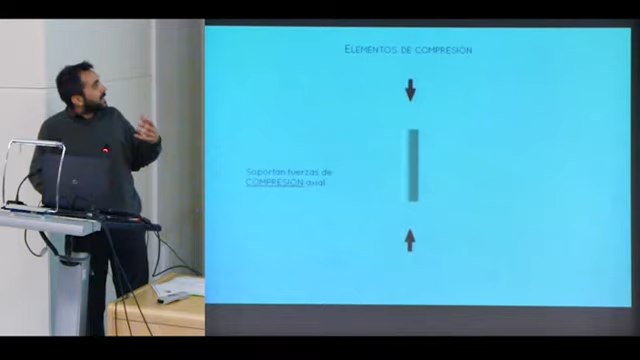 ELEMENTOS DE COMPRESIÓN
Soportan fuerzas de
COMPRESIÓN axial